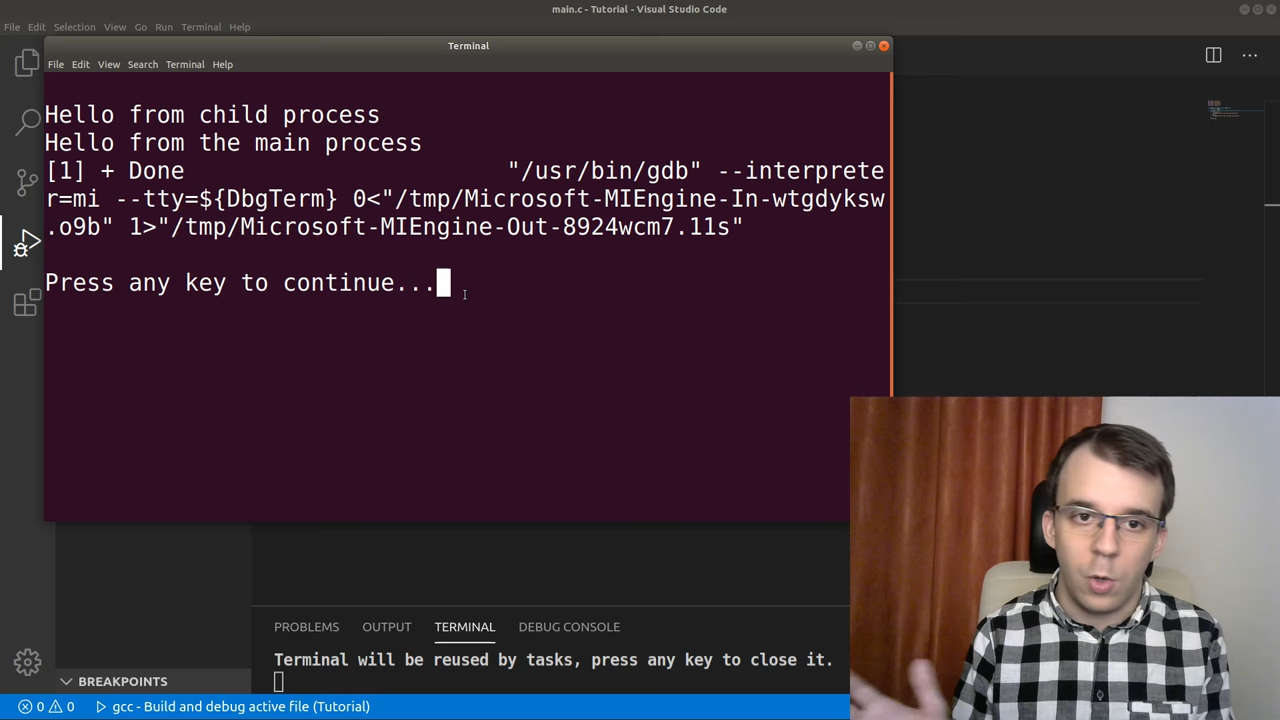 main.c - Tutorial - Visual Studio Code
File Edit Selection View Go Run Terminal Help
Terminal
File Edit View Search Terminal Help
Hello from child process
Hello from the main process
[1] + Done "/usr/bin/gdb" --interprete
r=mi --tty=${DbgTerm} 0<"/tmp/Microsoft-MIEngine-In-wtgdyksw
.o9b" 1>"/tmp/Microsoft-MIEngine-Out-8924wcm7.11s"
Press any key to continue...
PROBLEMS OUTPUT TERMINAL DEBUG CONSOLE
Terminal will be reused by tasks, press any key to close it.
BREAKPOINTS
0 0 gcc - Build and debug active file (Tutorial)